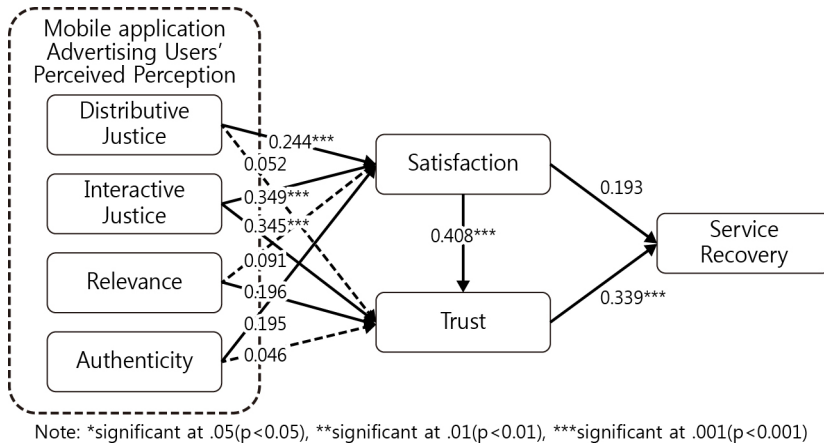 Mobile application
Advertising Users’
Perceived Perception
Distributive
Justice
Interactive
Justice
Relevance
Authenticity
0.244***
0.052
0.349***
0.345***
0.091
0.196
0.195
0.046
Satisfaction
0.408***
Trust
0.193
0.339***
Service
Recovery
Note: *significant at .05(p<0.05), **significant at .01(p<0.01), ***significant at .001(p<0.001)